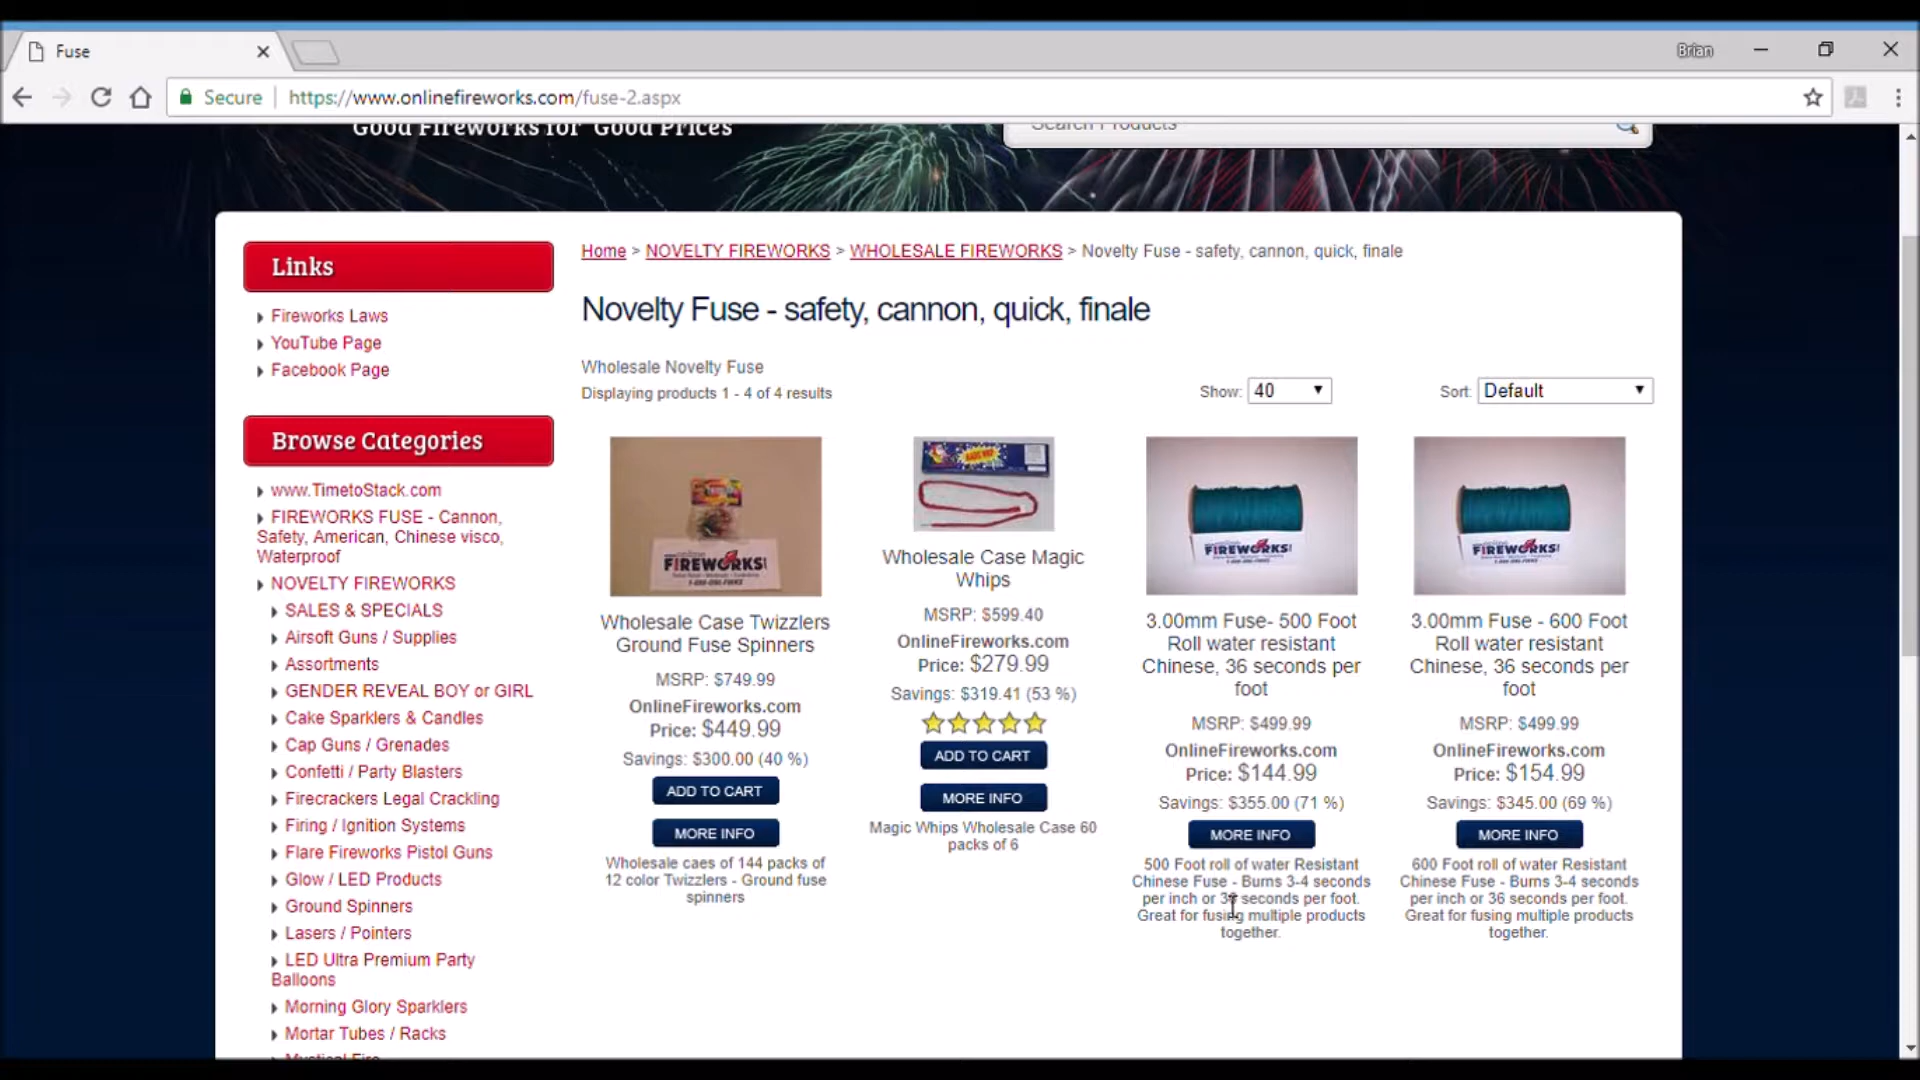 Fuse
Brian
Secure
https://www.onlinefireworks.com/fuse-2.aspx
Good Fireworks for Good Prices
Search Products
Links
Fireworks Laws
YouTube Page
Facebook Page
Browse Categories
www.TimetoStack.com
FIREWORKS FUSE - Cannon,
Safety, American, Chinese visco,
Waterproof
NOVELTY FIREWORKS
SALES & SPECIALS
Airsoft Guns / Supplies
Assortments
GENDER REVEAL BOY or GIRL
Cake Sparklers & Candles
Cap Guns / Grenades
Confetti / Party Blasters
Firecrackers Legal Crackling
Firing / Ignition Systems
Flare Fireworks Pistol Guns
Glow / LED Products
Ground Spinners
Lasers / Pointers
LED Ultra Premium Party
Balloons
Morning Glory Sparklers
Mortar Tubes / Racks
Mystical Fire
Home > NOVELTY FIREWORKS > WHOLESALE FIREWORKS > Novelty Fuse - safety, cannon, quick, finale
Novelty Fuse - safety, cannon, quick, finale
Wholesale Novelty Fuse
Displaying products 1 - 4 of 4 results
Show: 40
Sort: Default
FIREWORKS!
Wholesale Case Twizzlers
Ground Fuse Spinners
MSRP: $749.99
OnlineFireworks.com
Price: $449.99
Savings: $300.00 (40 %)
ADD TO CART
MORE INFO
Wholesale caes of 144 packs of
12 color Twizzlers - Ground fuse
spinners
MAGIC WHIP
Wholesale Case Magic
Whips
MSRP: $599.40
OnlineFireworks.com
Price: $279.99
Savings: $319.41 (53 %)
ADD TO CART
MORE INFO
Magic Whips Wholesale Case 60
packs of 6
FIREWORKS!
3.00mm Fuse- 500 Foot
Roll water resistant
Chinese, 36 seconds per
foot
MSRP: $499.99
OnlineFireworks.com
Price: $144.99
Savings: $355.00 (71 %)
MORE INFO
500 Foot roll of water Resistant
Chinese Fuse - Burns 3-4 seconds
per inch or 36 seconds per foot.
Great for fusing multiple products
together.
FIREWORKS!
3.00mm Fuse - 600 Foot
Roll water resistant
Chinese, 36 seconds per
foot
MSRP: $499.99
OnlineFireworks.com
Price: $154.99
Savings: $345.00 (69 %)
MORE INFO
600 Foot roll of water Resistant
Chinese Fuse - Burns 3-4 seconds
per inch or 36 seconds per foot.
Great for fusing multiple products
together.